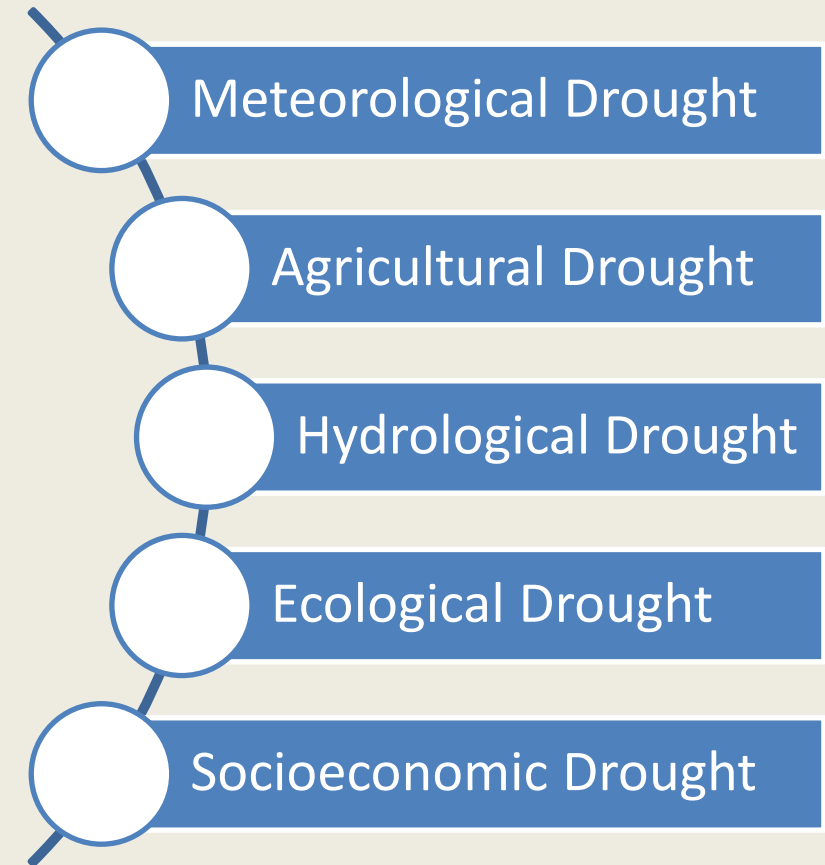 Meteorological Drought
Agricultural Drought
Hydrological Drought
Ecological Drought
Socioeconomic Drought